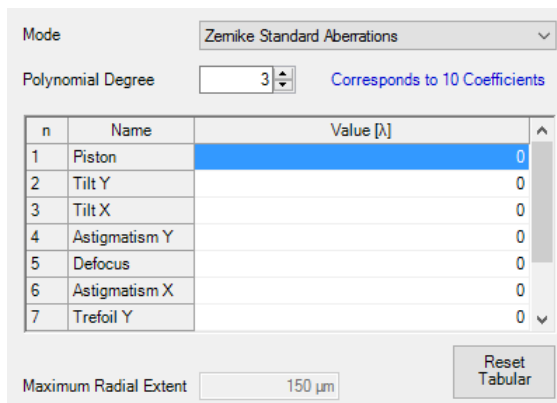 Mode Zernike Standard Aberrations
Polynomial Degree 3 Corresponds to 10 Coefficients
n Name Value [λ]
1 Piston 0
2 Tilt Y 0
3 Tilt X 0
4 Astigmatism Y 0
5 Defocus 0
6 Astigmatism X 0
7 Trefoil Y 0
Maximum Radial Extent 150 µm
Reset
Tabular